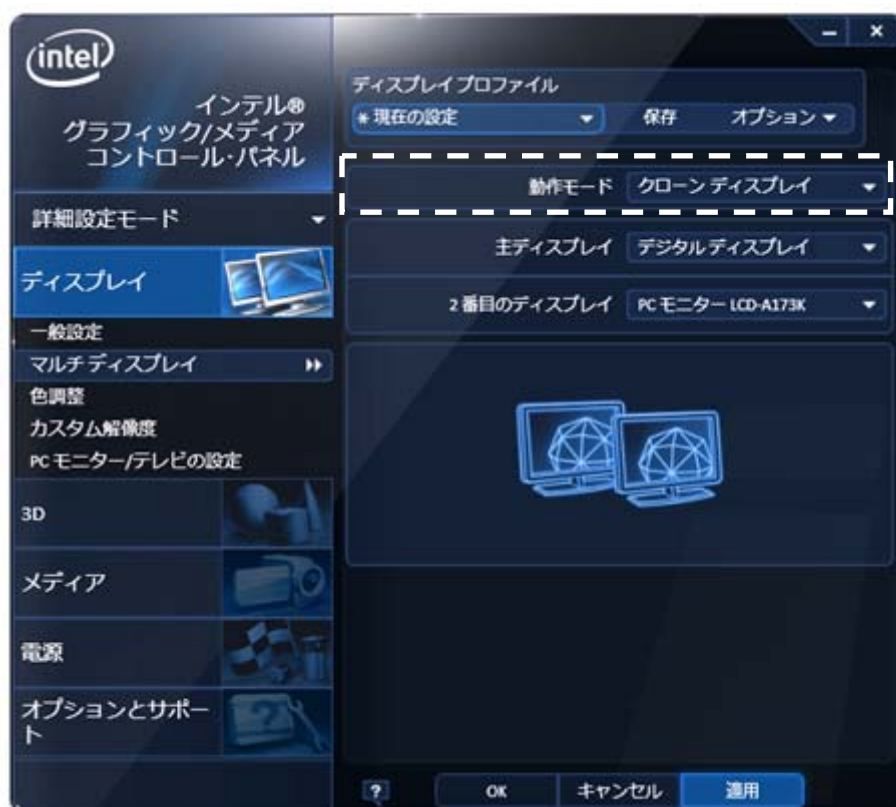 intel
インテル®
グラフィック/メディア
コントロール・パネル
詳細設定モード
ディスプレイ
一般設定
マルチディスプレイ
色調整
カスタム解像度
PC モニター/テレビの設定
3D
メディア
電源
オプションとサポー
ト
ディスプレイ プロファイル
* 現在の設定
保存
オプション
動作モード
クローン ディスプレイ
主ディスプレイ
デジタル ディスプレイ
2 番目のディスプレイ
PC モニター LCD-A173K
?
OK
キャンセル
適用